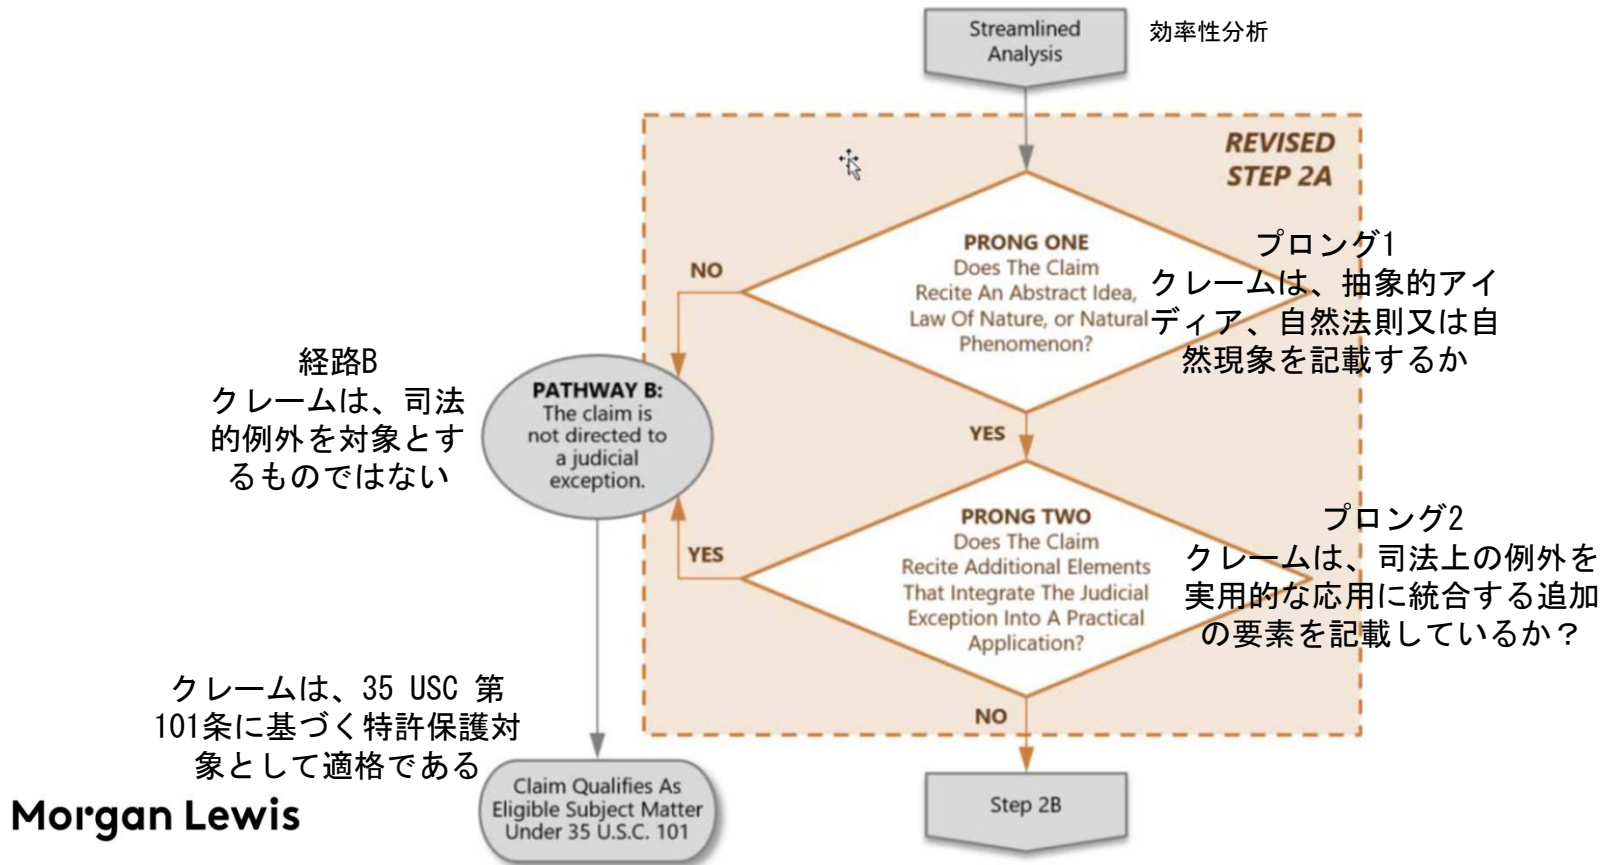 Streamlined
Analysis
効率性分析
REVISED
STEP 2A
PRONG ONE
Does The Claim
Recite An Abstract Idea,
Law Of Nature, or Natural
Phenomenon?
プロング1
クレームは、抽象的アイ
ディア、自然法則又は自
然現象を記載するか
NO
経路B
クレームは、司法
的例外を対象とす
るものではない
PATHWAY B:
The claim is
not directed to
a judicial
exception.
YES
PRONG TWO
Does The Claim
Recite Additional Elements
That Integrate The Judicial
Exception Into A Practical
Application?
プロング2
クレームは、司法上の例外を
実用的な応用に統合する追加
の要素を記載しているか？
YES
NO
クレームは、35 USC 第
101条に基づく特許保護対
象として適格である
Claim Qualifies As
Eligible Subject Matter
Under 35 U.S.C. 101
Step 2B
Morgan Lewis